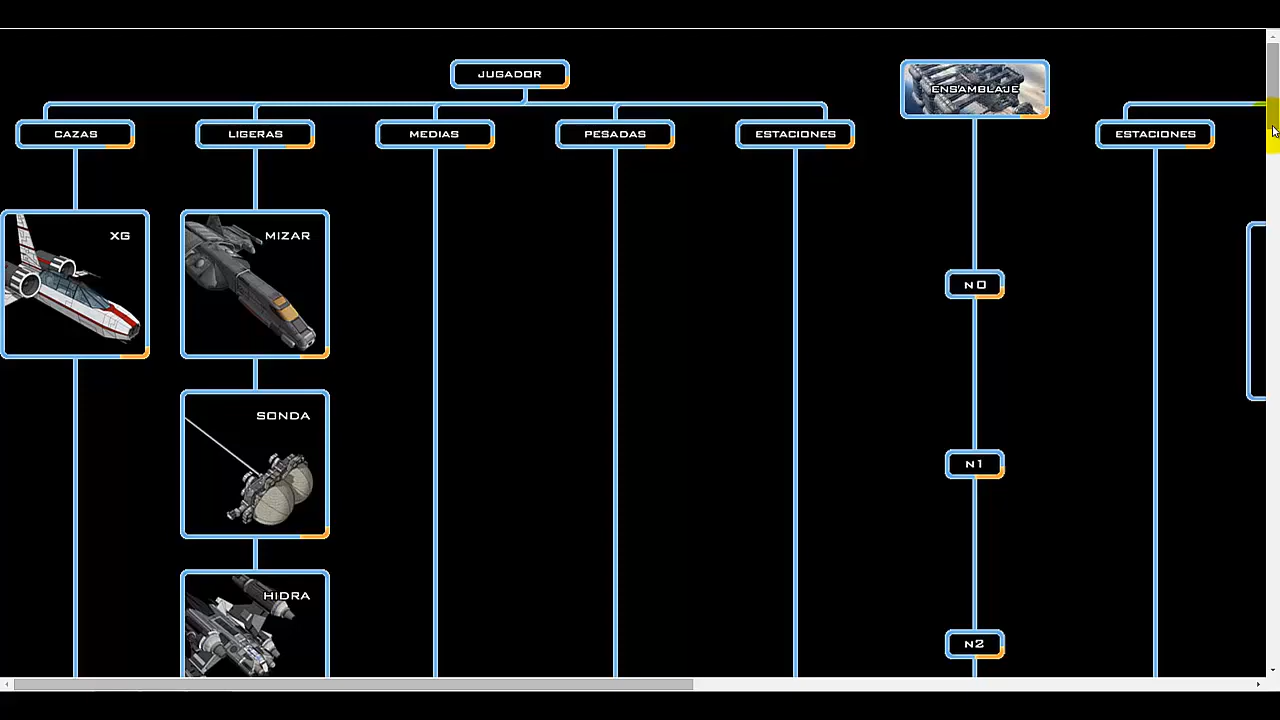 JUGADOR
ENSAMBLAJE
CAZAS
LIGERAS
MEDIAS
PESADAS
ESTACIONES
ESTACIONES
XG
MIZAR
N0
SONDA
N1
HIDRA
N2